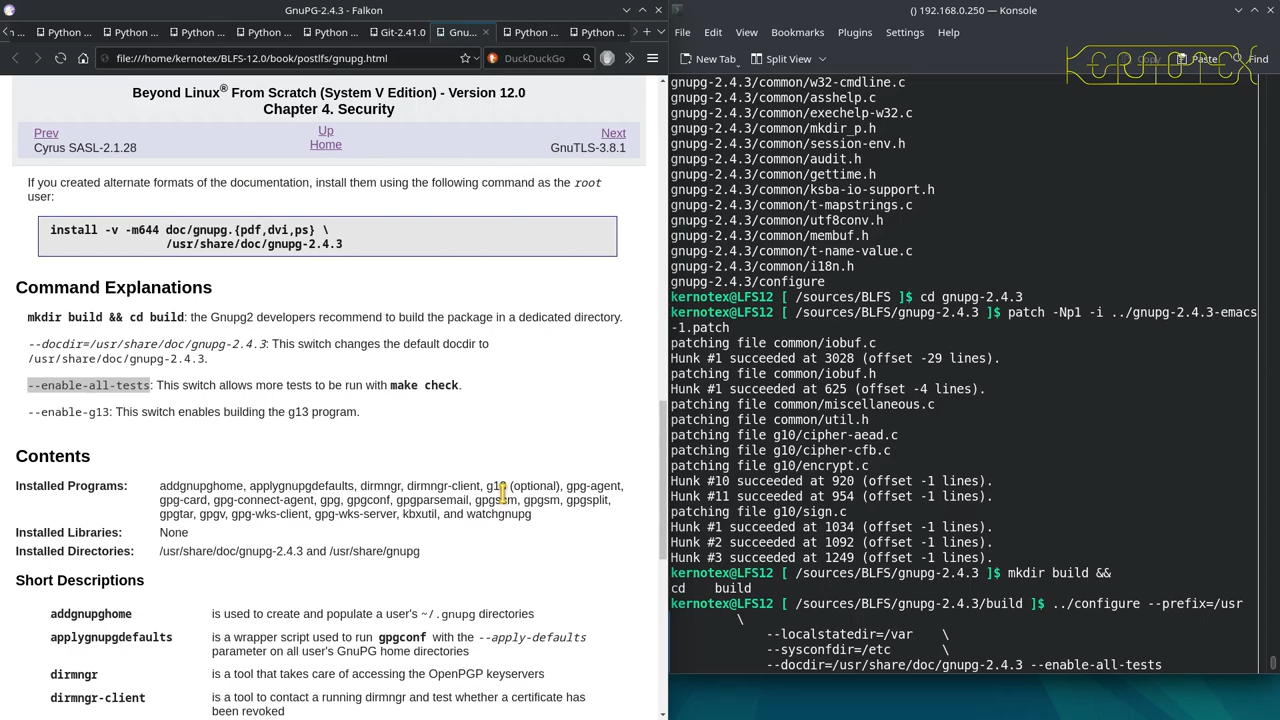 GnuPG-2.4.3 - Falkon
n ...
Python ...
Python ...
Python ...
Python ...
Python ...
Git-2.41.0
Gnu...
Python ...
Python ...
file:///home/kernotex/BLFS-12.0/book/postlfs/gnupg.html
DuckDuckGo
Beyond Linux® From Scratch (System V Edition) - Version 12.0
Chapter 4. Security
Prev
Up
Next
Cyrus SASL-2.1.28
Home
GnuTLS-3.8.1
If you created alternate formats of the documentation, install them using the following command as the root
user:
install -v -m644 doc/gnupg.{pdf,dvi,ps} \
/usr/share/doc/gnupg-2.4.3
Command Explanations
mkdir build && cd build: the Gnupg2 developers recommend to build the package in a dedicated directory.
--docdir=/usr/share/doc/gnupg-2.4.3: This switch changes the default docdir to
/usr/share/doc/gnupg-2.4.3.
--enable-all-tests: This switch allows more tests to be run with make check.
--enable-g13: This switch enables building the g13 program.
Contents
Installed Programs: addgnupghome, applygnupgdefaults, dirmngr, dirmngr-client, (optional), gpg-agent,
gpg-card, gpg-connect-agent, gpg, gpgconf, gpgparsemail, gpgsm, gpgsplit,
gpgtar, gpgv, gpg-wks-client, gpg-wks-server, kbxutil, and watchgnupg
Installed Libraries: None
Installed Directories: /usr/share/doc/gnupg-2.4.3 and /usr/share/gnupg
Short Descriptions
addgnupghome is used to create and populate a user's ~/.gnupg directories
applygnupgdefaults is a wrapper script used to run gpgconf with the --apply-defaults
parameter on all user's GnuPG home directories
dirmngr is a tool that takes care of accessing the OpenPGP keyservers
dirmngr-client is a tool to contact a running dirmngr and test whether a certificate has
been revoked
() 192.168.0.250 — Konsole
File Edit View Bookmarks Plugins Settings Help
New Tab Split View Copy Paste Find
KERNOTEX
gnupg-2.4.3/common/w32-cmdline.c
gnupg-2.4.3/common/asshelp.c
gnupg-2.4.3/common/exechelp-w32.c
gnupg-2.4.3/common/mkdir_p.h
gnupg-2.4.3/common/session-env.h
gnupg-2.4.3/common/audit.h
gnupg-2.4.3/common/gettime.h
gnupg-2.4.3/common/ksba-io-support.h
gnupg-2.4.3/common/t-mapstrings.c
gnupg-2.4.3/common/utf8conv.h
gnupg-2.4.3/common/membuf.h
gnupg-2.4.3/common/t-name-value.c
gnupg-2.4.3/common/i18n.h
gnupg-2.4.3/configure
kernotex@LFS12 [ /sources/BLFS ]$ cd gnupg-2.4.3
kernotex@LFS12 [ /sources/BLFS/gnupg-2.4.3 ]$ patch -Np1 -i ../gnupg-2.4.3-emacs
-1.patch
patching file common/iobuf.c
Hunk #1 succeeded at 3028 (offset -29 lines).
patching file common/iobuf.h
Hunk #1 succeeded at 625 (offset -4 lines).
patching file common/miscellaneous.c
patching file common/util.h
patching file g10/cipher-aead.c
patching file g10/cipher-cfb.c
patching file g10/encrypt.c
Hunk #10 succeeded at 920 (offset -1 lines).
Hunk #11 succeeded at 954 (offset -1 lines).
patching file g10/sign.c
Hunk #1 succeeded at 1034 (offset -1 lines).
Hunk #2 succeeded at 1092 (offset -1 lines).
Hunk #3 succeeded at 1249 (offset -1 lines).
kernotex@LFS12 [ /sources/BLFS/gnupg-2.4.3 ]$ mkdir build &&
cd    build
kernotex@LFS12 [ /sources/BLFS/gnupg-2.4.3/build ]$ ../configure --prefix=/usr
\
--localstatedir=/var \
--sysconfdir=/etc \
--docdir=/usr/share/doc/gnupg-2.4.3 --enable-all-tests